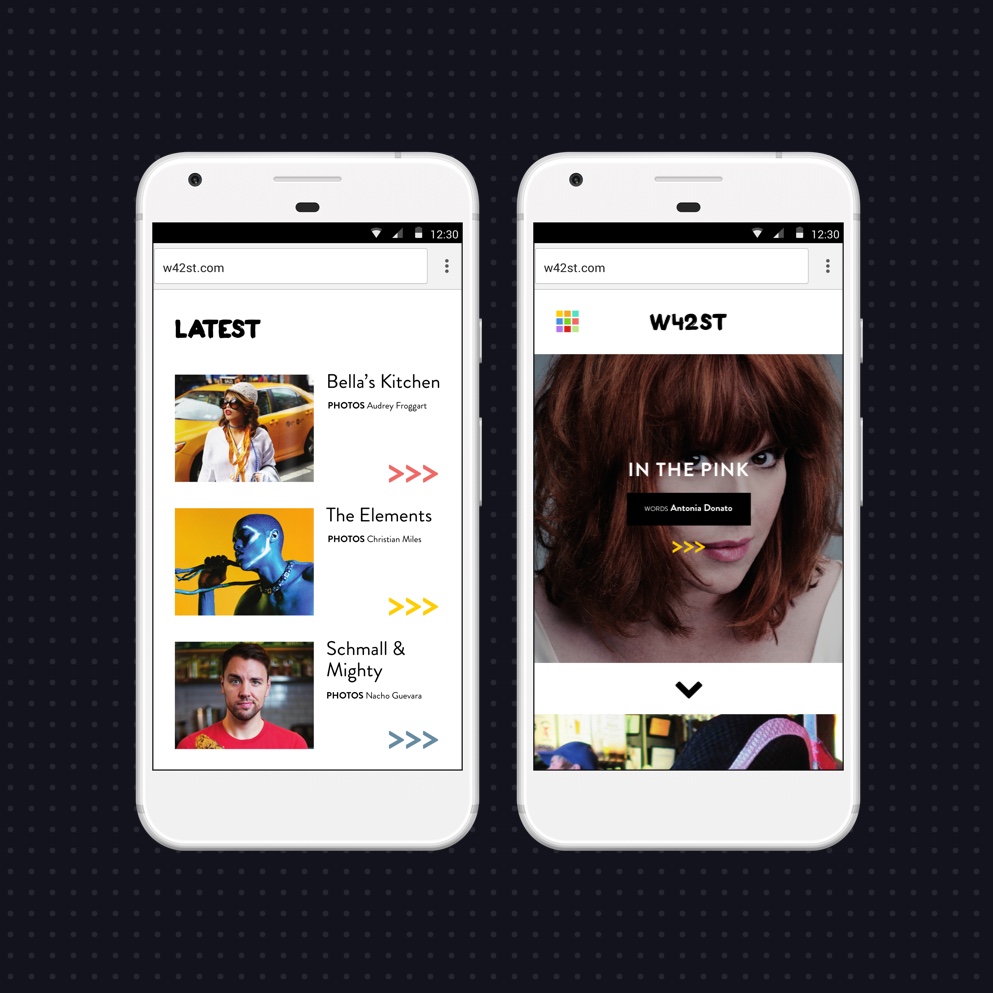 12:30
w42st.com
LATEST
Bella's Kitchen
PHOTOS Audrey Froggart
>>>
The Elements
PHOTOS Christian Miles
>>>
Schmall &
Mighty
PHOTOS Nacho Guevara
>>>
12:30
w42st.com
W42ST
IN THE PINK
WORDS Antonia Donato
>>>